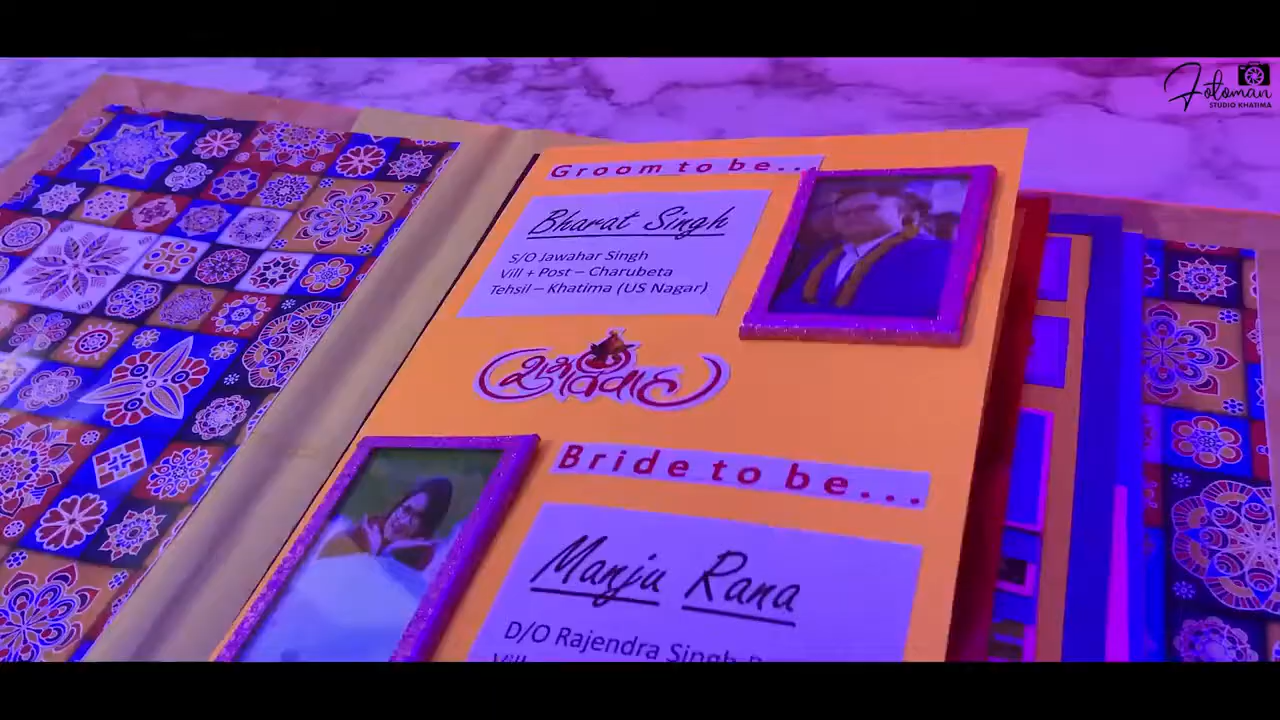 Fotoman
STUDIO KHATIMA
Groom to be...
Bharat Singh
S/O Jawahar Singh
Vill + Post – Charubeta
Tehsil – Khatima (US Nagar)
शुभ विवाह
Bride to be...
Manju Rana
D/O Rajendra Singh